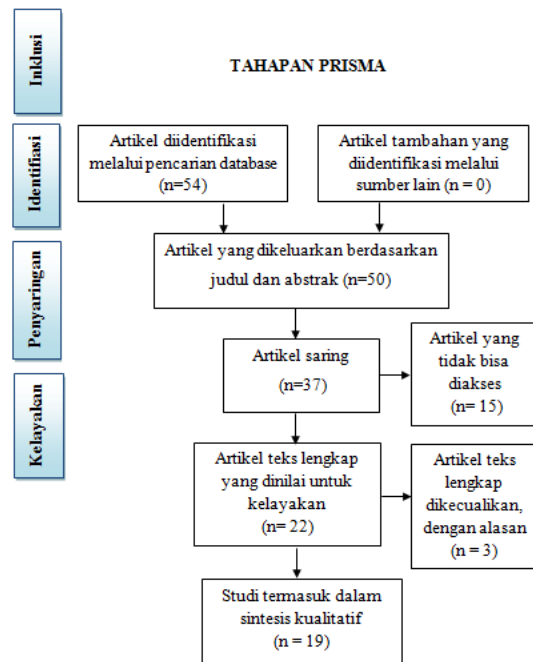 Inklusi
TAHAPAN PRISMA
Identifiasi
Artikel diidentifikasi
melalui pencarian database
(n=54)
Artikel tambahan yang
diidentifikasi melalui
sumber lain (n = 0)
Penyaringan
Artikel yang dikeluarkan berdasarkan
judul dan abstrak (n=50)
Artikel saring
(n=37)
Artikel yang
tidak bisa
diakses
(n= 15)
Kelayakan
Artikel teks lengkap
yang dinilai untuk
kelayakan
(n= 22)
Artikel teks
lengkap
dikecualikan,
dengan alasan
(n = 3)
Studi termasuk dalam
sintesis kualitatif
(n = 19)